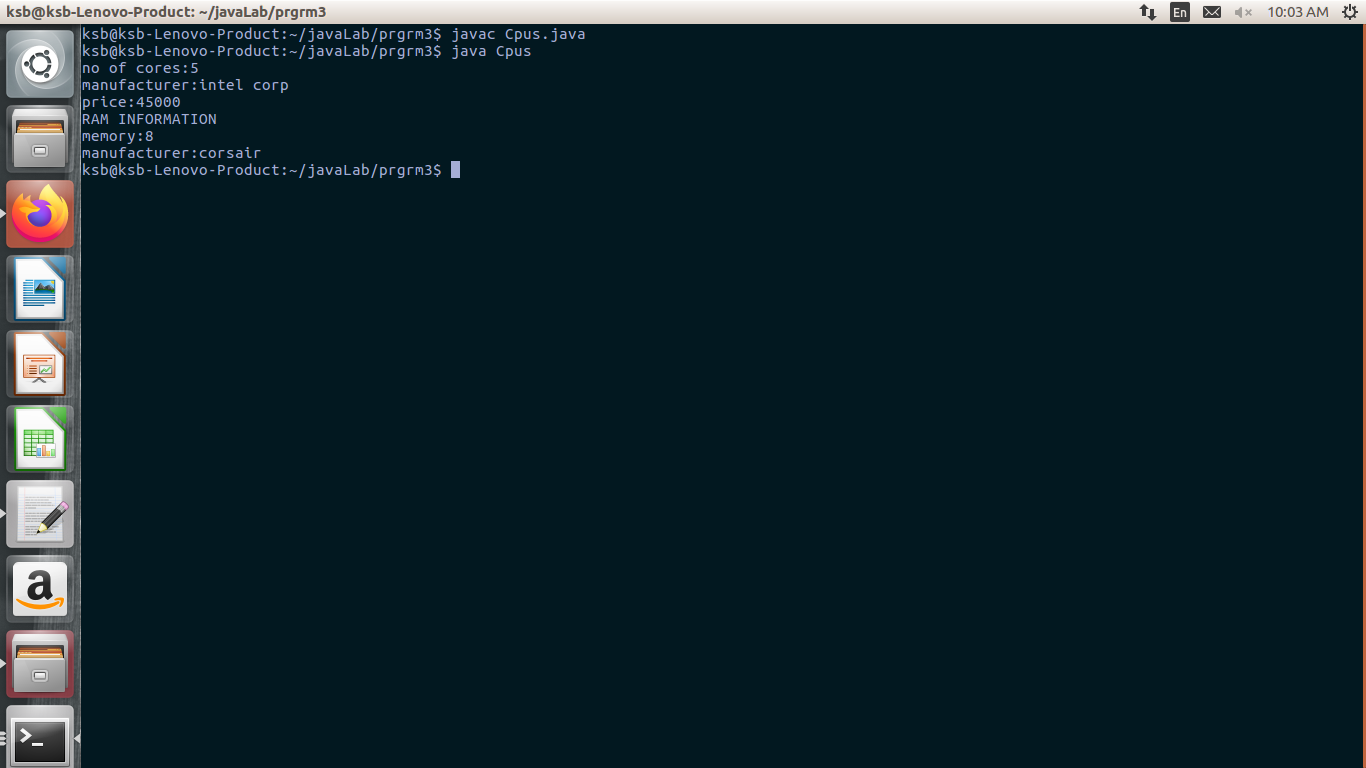 ksb@ksb-Lenovo-Product: ~/javaLab/prgrm3
En
10:03 AM
ksb@ksb-Lenovo-Product:~/javaLab/prgrm3$ javac Cpus.java
ksb@ksb-Lenovo-Product:~/javaLab/prgrm3$ java Cpus
no of cores:5
manufacturer:intel corp
price:45000
RAM INFORMATION
memory:8
manufacturer:corsair
ksb@ksb-Lenovo-Product:~/javaLab/prgrm3$
a
>_